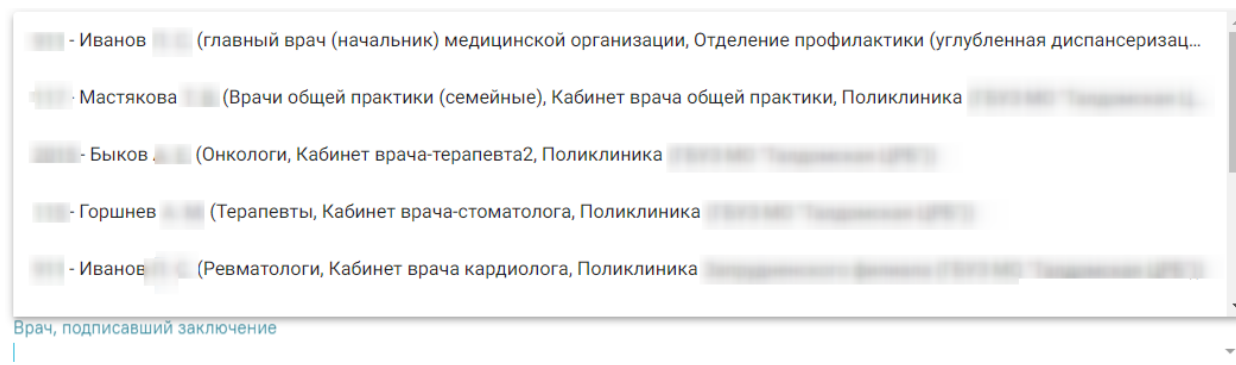 - Иванов (главный врач (начальник) медицинской организации, Отделение профилактики (углубленная диспансеризац...
- Мастякова (Врачи общей практики (семейные), Кабинет врача общей практики, Поликлиника
- Быков (Онкологи, Кабинет врача-терапевта2, Поликлиника
- Горшнев (Терапевты, Кабинет врача-стоматолога, Поликлиника
- Иванов (Ревматологи, Кабинет врача кардиолога, Поликлиника
Врач, подписавший заключение